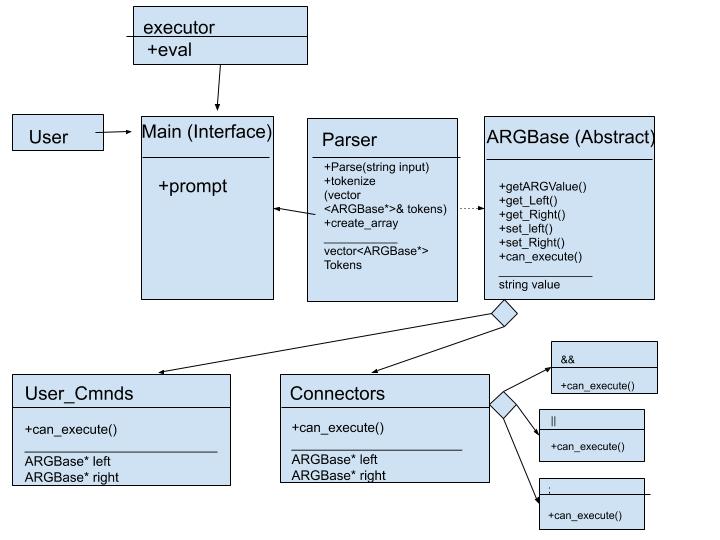 executor
+eval
User
Main (Interface)
+prompt
Parser
+Parse(string input)
+tokenize
(vector
<ARGBase*>& tokens)
+create_array
vector<ARGBase*>
Tokens
ARGBase (Abstract)
+getARGValue()
+get_Left()
+get_Right()
+set_left()
+set_Right()
+can_execute()
string value
User_Cmnds
+can_execute()
ARGBase* left
ARGBase* right
Connectors
+can_execute()
ARGBase* left
ARGBase* right
&&
+can_execute()
||
+can_execute()
;
+can_execute()